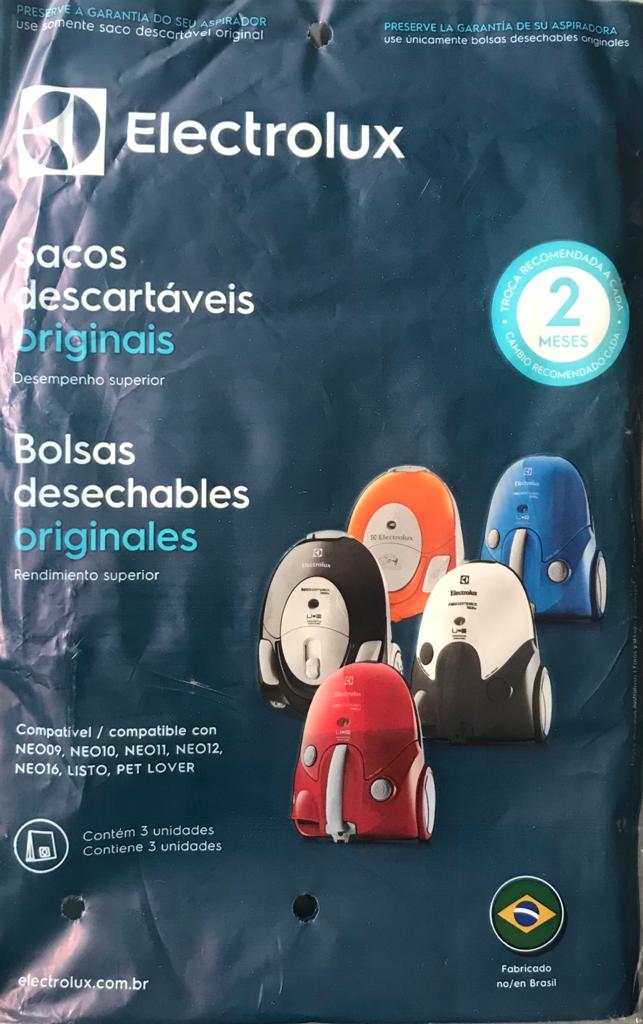 PRESERVE A GARANTIA DO SEU ASPIRADOR
use somente saco descartável original
PRESERVE LA GARANTÍA DE SU ASPIRADORA
use únicamente bolsas desechables originales
Electrolux
Sacos
descartáveis
originais
Desempenho superior
TROCA RECOMENDADA A CADA
2
MESES
CAMBIO RECOMENDADO CADA
Bolsas
desechables
originales
Rendimiento superior
Electrolux
Electrolux
Electrolux
Compatível / compatible con
NEO09, NEO10, NEO11, NEO12,
NEO16, LISTO, PET LOVER
Contém 3 unidades
Contiene 3 unidades
electrolux.com.br
Fabricado
no/en Brasil